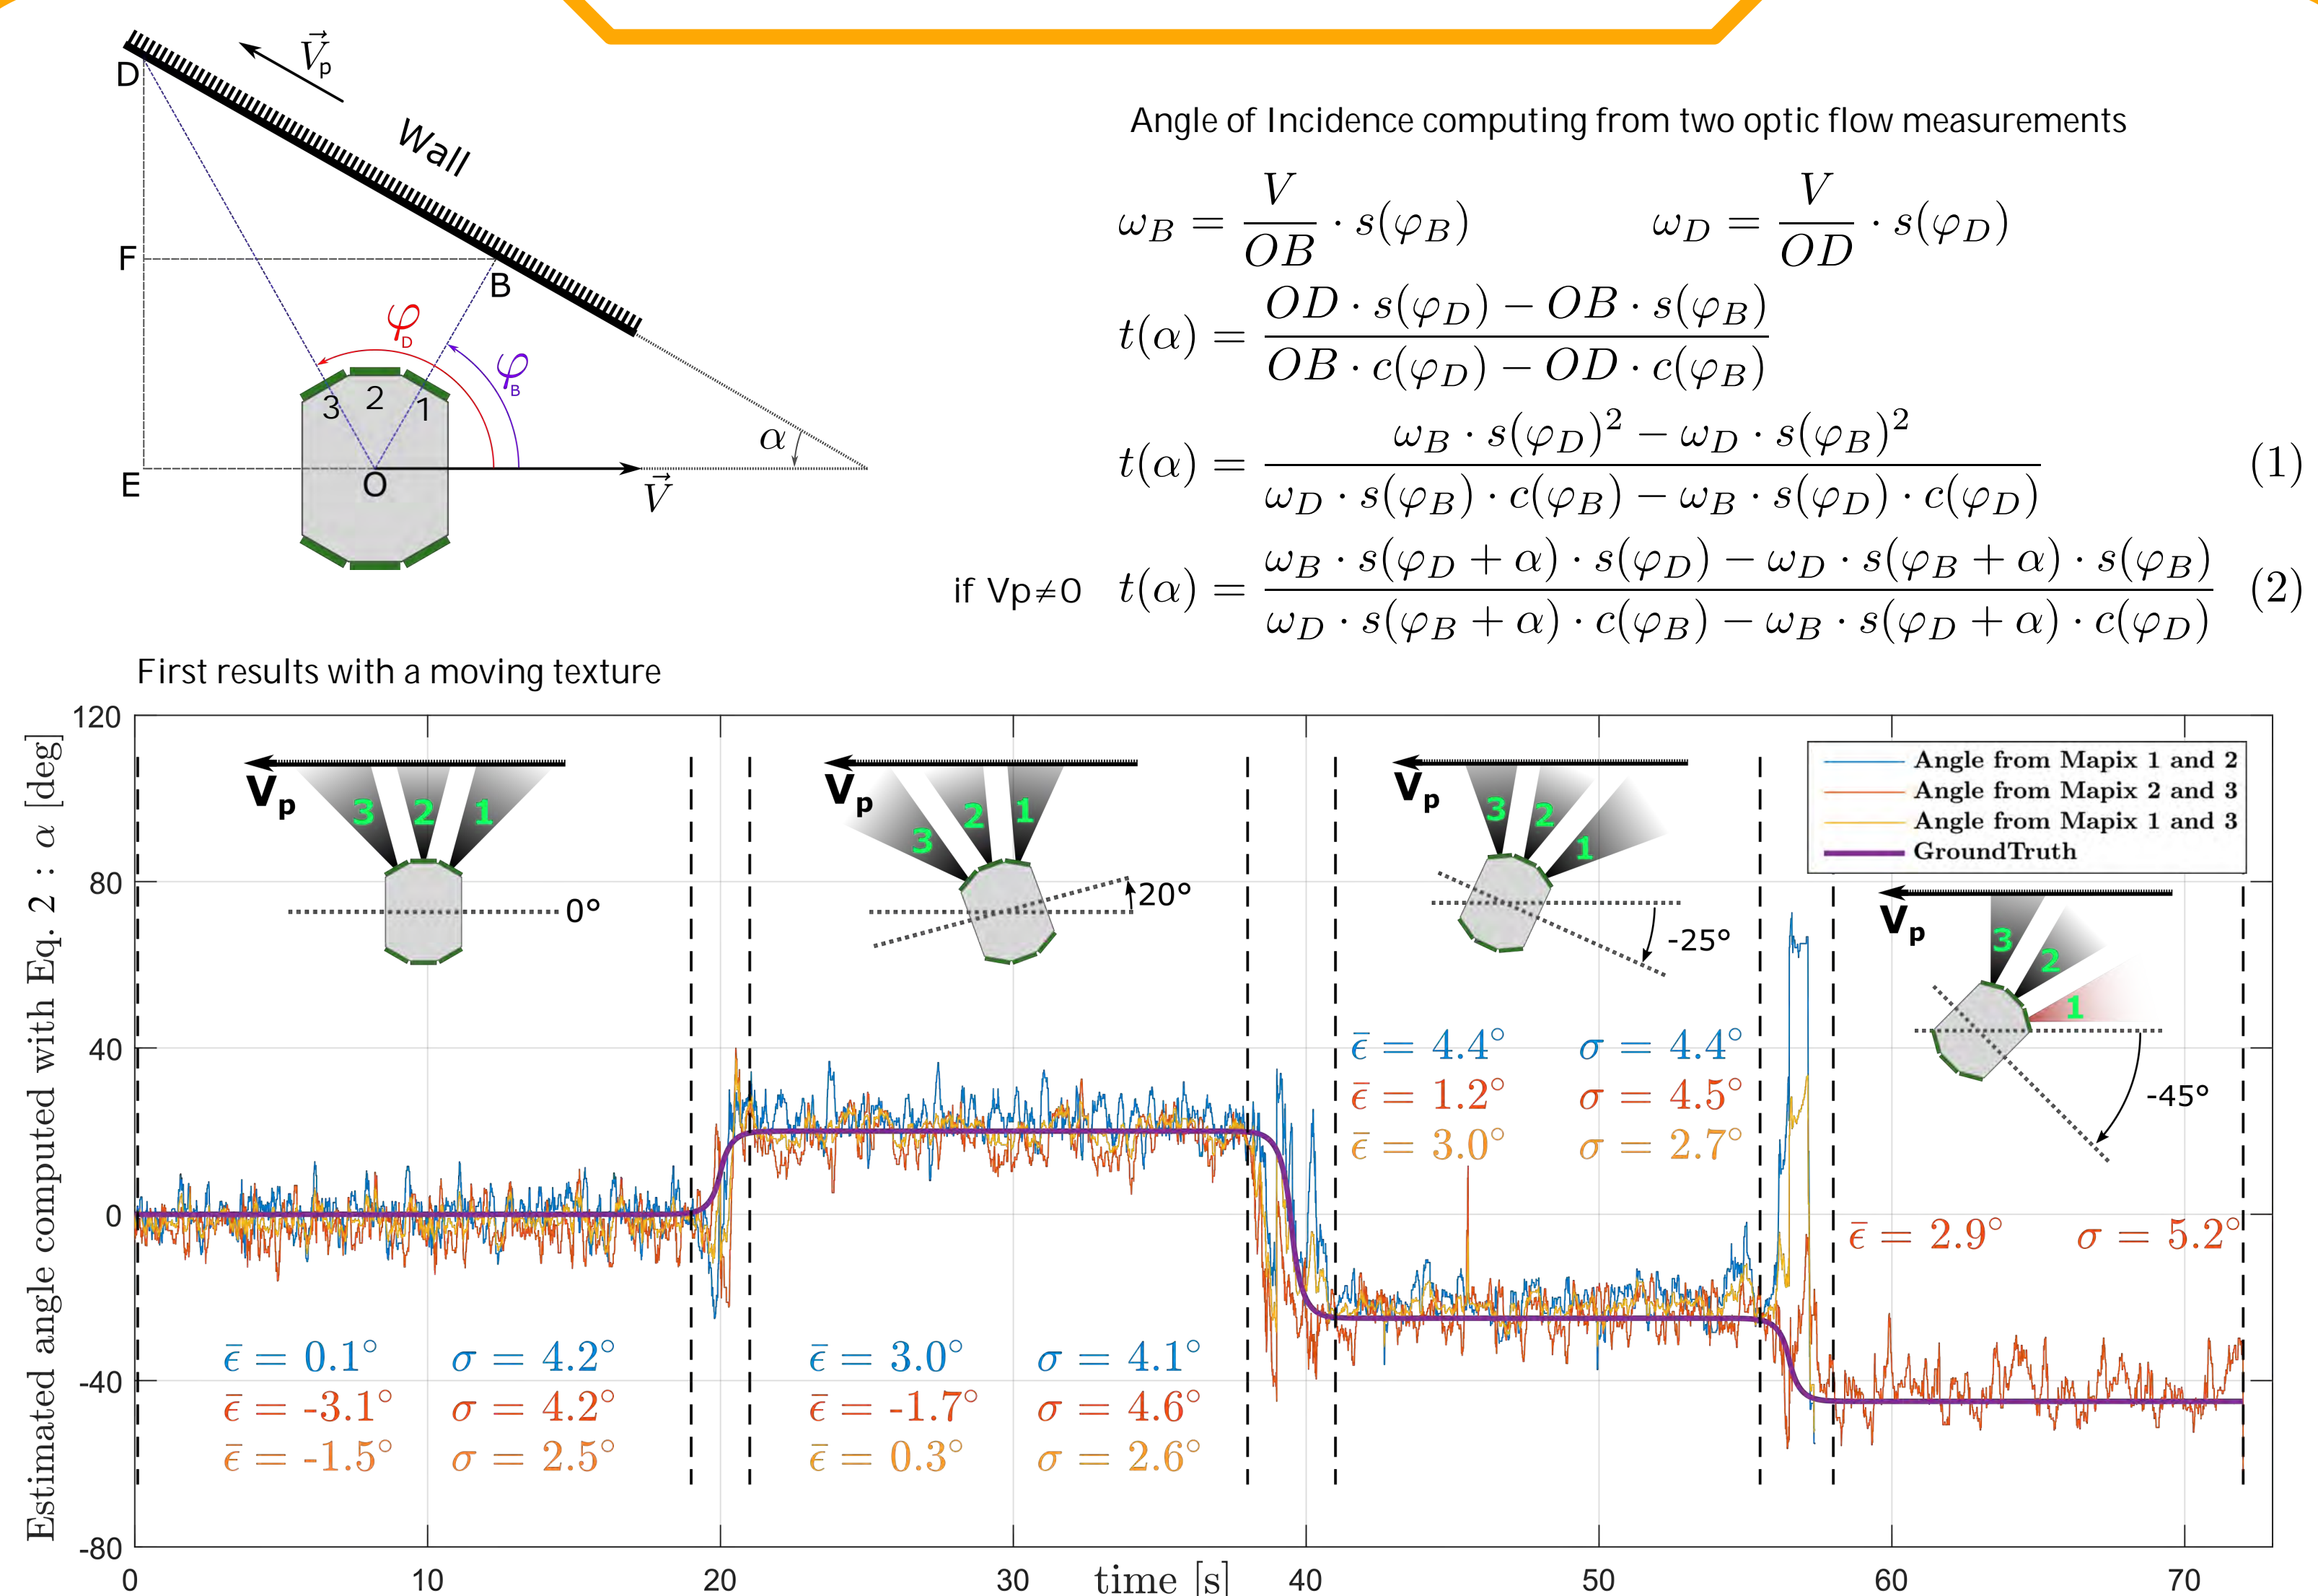 D
V⃗p
Wall
F
B
φD
φB
3 2 1
α
E
O
V⃗
Angle of Incidence computing from two optic flow measurements
ωB = V/OB · s(φB)    ωD = V/OD · s(φD)
t(α) = (OD · s(φD) − OB · s(φB)) / (OB · c(φD) − OD · c(φB))
t(α) = (ωB · s(φD)² − ωD · s(φB)²) / (ωD · s(φB) · c(φB) − ωB · s(φD) · c(φD))    (1)
if Vp≠0 t(α) = (ωB · s(φD + α) · s(φD) − ωD · s(φB + α) · s(φB)) / (ωD · s(φB + α) · c(φB) − ωB · s(φD + α) · c(φD))    (2)
First results with a moving texture
Estimated angle computed with Eq. 2 : α [deg]
120
80
40
0
-40
-80
Vp
3 2 1
0°
Vp
3 2 1
20°
Vp
3 2 1
-25°
Angle from Mapix 1 and 2
Angle from Mapix 2 and 3
Angle from Mapix 1 and 3
GroundTruth
Vp
3 2 1
-45°
ϵ̄ = 4.4° σ = 4.4°
ϵ̄ = 1.2° σ = 4.5°
ϵ̄ = 3.0° σ = 2.7°
ϵ̄ = 2.9° σ = 5.2°
ϵ̄ = 0.1° σ = 4.2°
ϵ̄ = -3.1° σ = 4.2°
ϵ̄ = -1.5° σ = 2.5°
ϵ̄ = 3.0° σ = 4.1°
ϵ̄ = -1.7° σ = 4.6°
ϵ̄ = 0.3° σ = 2.6°
0 10 20 30 40 50 60 70
time [s]